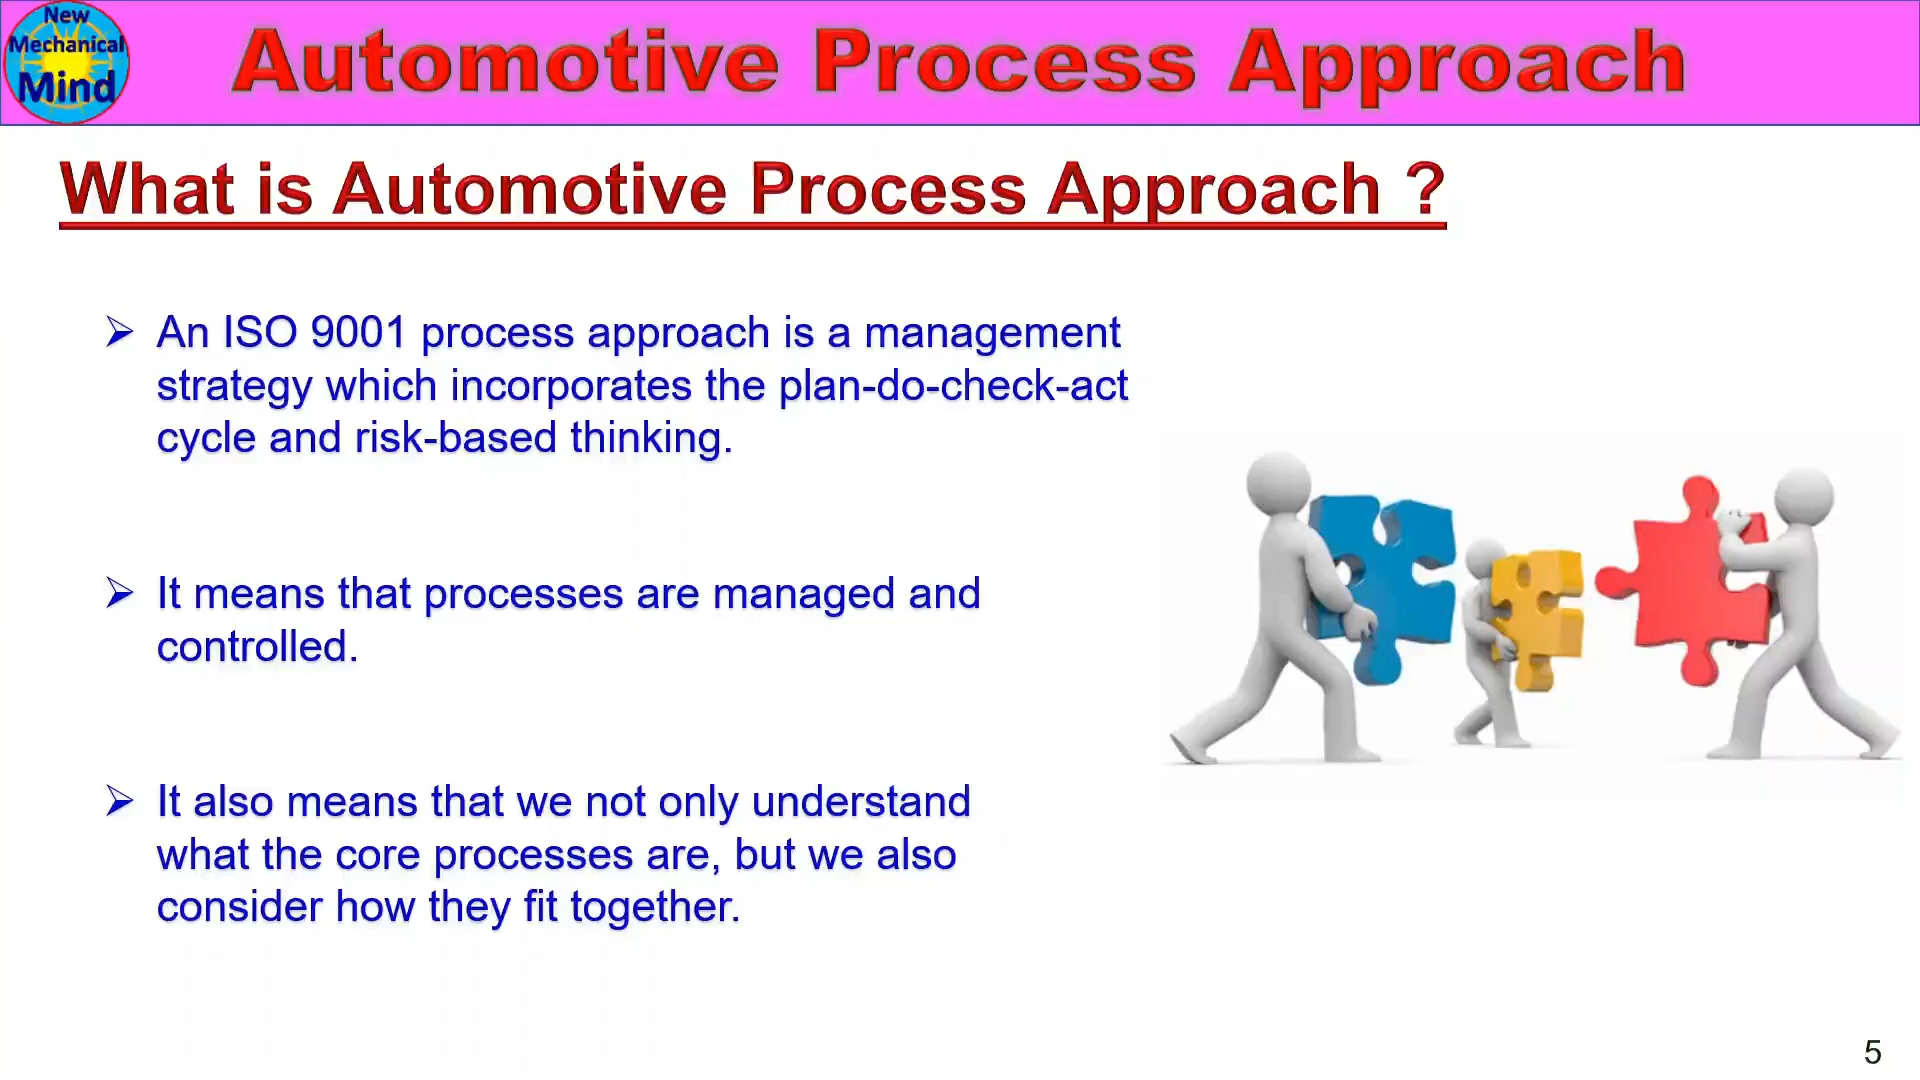 New
Mechanical
Mind
Automotive Process Approach
What is Automotive Process Approach ?
➢ An ISO 9001 process approach is a management
strategy which incorporates the plan-do-check-act
cycle and risk-based thinking.
➢ It means that processes are managed and
controlled.
➢ It also means that we not only understand
what the core processes are, but we also
consider how they fit together.
5